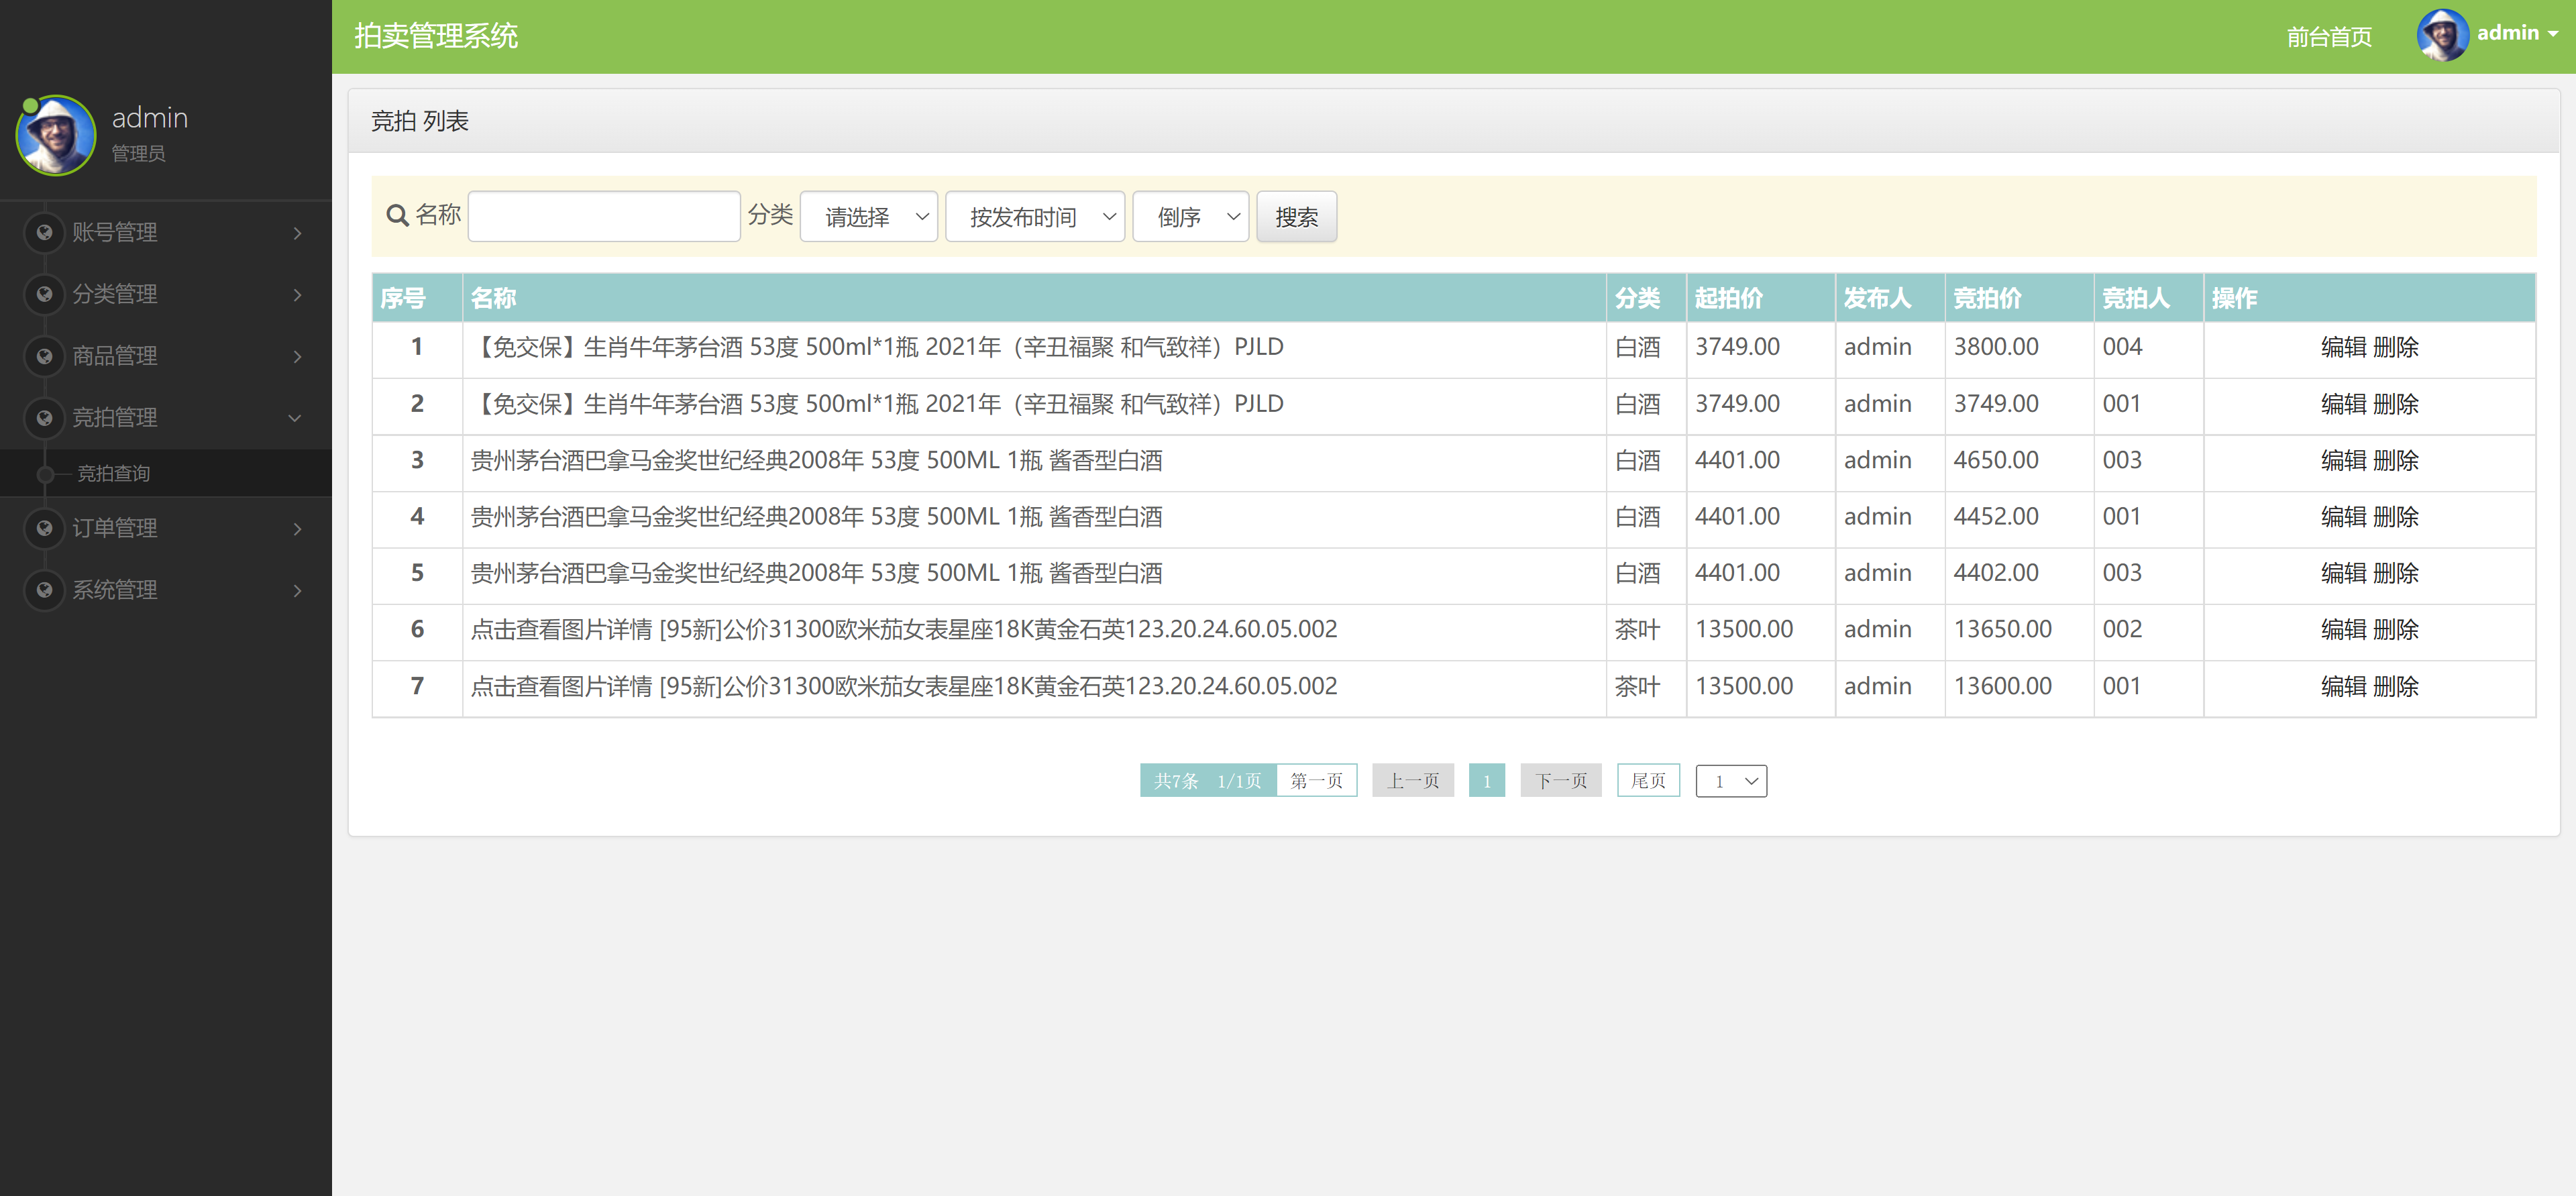 拍卖管理系统
前台首页
admin
admin
管理员
账号管理
分类管理
商品管理
竞拍管理
竞拍查询
订单管理
系统管理
竞拍 列表
名称 分类 请选择 按发布时间 倒序 搜索
序号 名称 分类 起拍价 发布人 竞拍价 竞拍人 操作
1 【免交保】生肖牛年茅台酒 53度 500ml*1瓶 2021年（辛丑福聚 和气致祥）PJLD 白酒 3749.00 admin 3800.00 004 编辑 删除
2 【免交保】生肖牛年茅台酒 53度 500ml*1瓶 2021年（辛丑福聚 和气致祥）PJLD 白酒 3749.00 admin 3749.00 001 编辑 删除
3 贵州茅台酒巴拿马金奖世纪经典2008年 53度 500ML 1瓶 酱香型白酒 白酒 4401.00 admin 4650.00 003 编辑 删除
4 贵州茅台酒巴拿马金奖世纪经典2008年 53度 500ML 1瓶 酱香型白酒 白酒 4401.00 admin 4452.00 001 编辑 删除
5 贵州茅台酒巴拿马金奖世纪经典2008年 53度 500ML 1瓶 酱香型白酒 白酒 4401.00 admin 4402.00 003 编辑 删除
6 点击查看图片详情 [95新]公价31300欧米茄女表星座18K黄金石英123.20.24.60.05.002 茶叶 13500.00 admin 13650.00 002 编辑 删除
7 点击查看图片详情 [95新]公价31300欧米茄女表星座18K黄金石英123.20.24.60.05.002 茶叶 13500.00 admin 13600.00 001 编辑 删除
共7条 1/1页 第一页 上一页 1 下一页 尾页 1